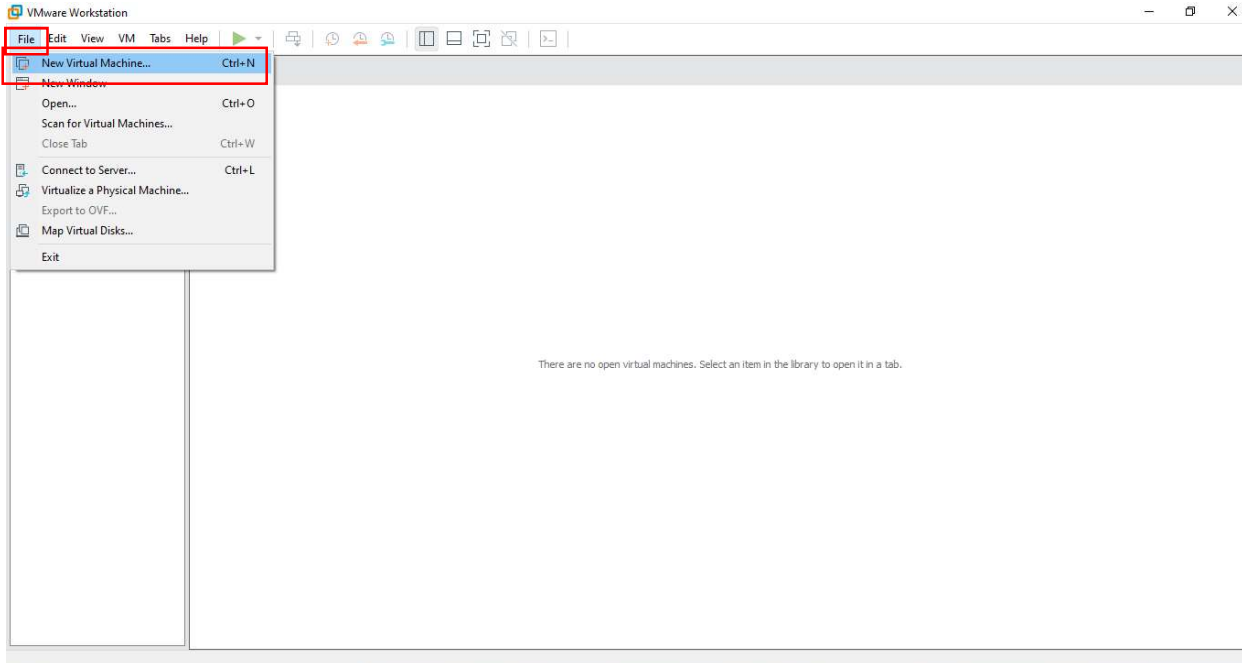 VMware Workstation
File Edit View VM Tabs Help
New Virtual Machine... Ctrl+N
New Window
Open... Ctrl+O
Scan for Virtual Machines...
Close Tab Ctrl+W
Connect to Server... Ctrl+L
Virtualize a Physical Machine...
Export to OVF...
Map Virtual Disks...
Exit
There are no open virtual machines. Select an item in the library to open it in a tab.